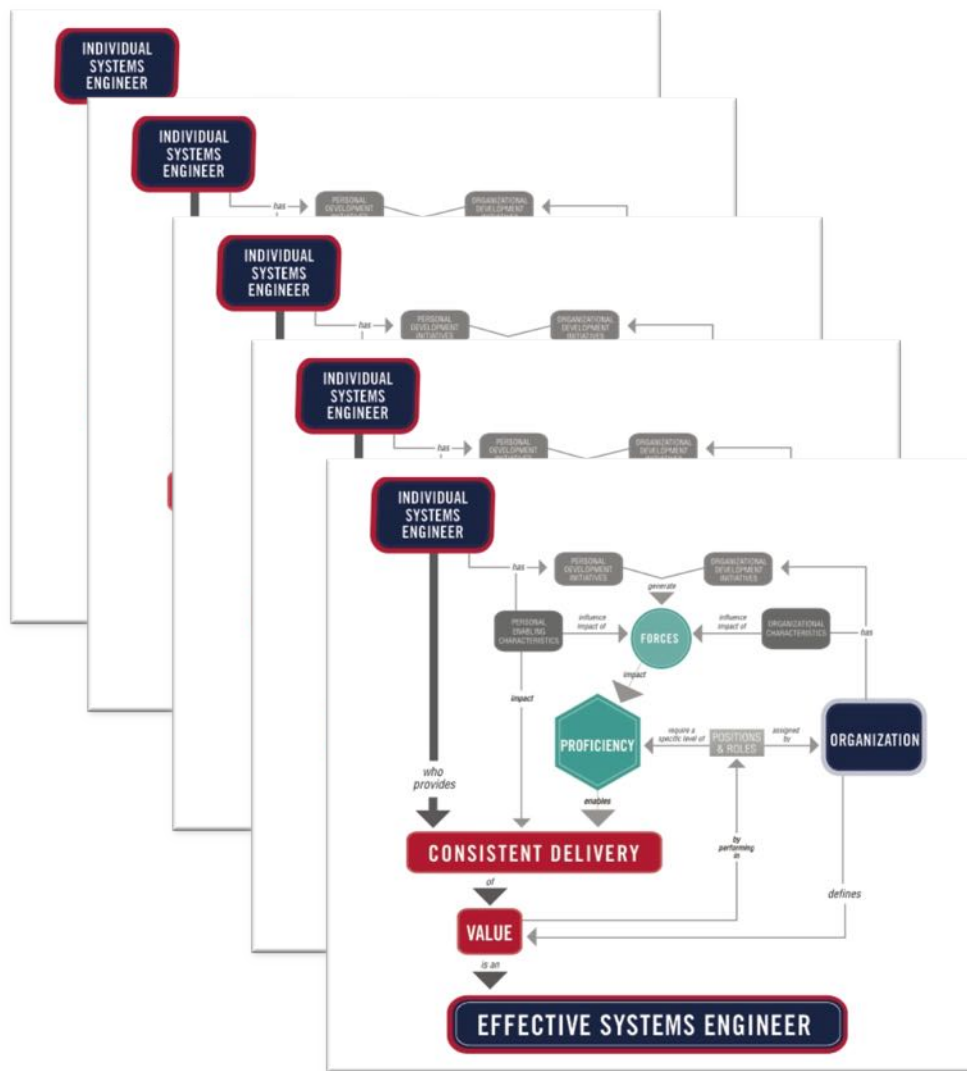 INDIVIDUAL
SYSTEMS
ENGINEER
INDIVIDUAL
SYSTEMS
ENGINEER
has
PERSONAL
DEVELOPMENT
INITIATIVES
ORGANIZATIONAL
DEVELOPMENT
INITIATIVES
INDIVIDUAL
SYSTEMS
ENGINEER
has
PERSONAL
DEVELOPMENT
INITIATIVES
ORGANIZATIONAL
DEVELOPMENT
INITIATIVES
INDIVIDUAL
SYSTEMS
ENGINEER
has
PERSONAL
DEVELOPMENT
INITIATIVES
ORGANIZATIONAL
DEVELOPMENT
INITIATIVES
INDIVIDUAL
SYSTEMS
ENGINEER
has
PERSONAL
DEVELOPMENT
INITIATIVES
ORGANIZATIONAL
DEVELOPMENT
INITIATIVES
generate
PERSONAL
ENABLING
CHARACTERISTICS
influence
impact of
FORCES
influence
impact of
ORGANIZATIONAL
CHARACTERISTICS
has
impact
impact
PROFICIENCY
require a
specific level of
POSITIONS
& ROLES
assigned
by
ORGANIZATION
who
provides
enables
CONSISTENT DELIVERY
by
performing
in
of
defines
VALUE
is an
EFFECTIVE SYSTEMS ENGINEER